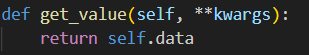 def get_value(self, **kwargs):
    return self.data